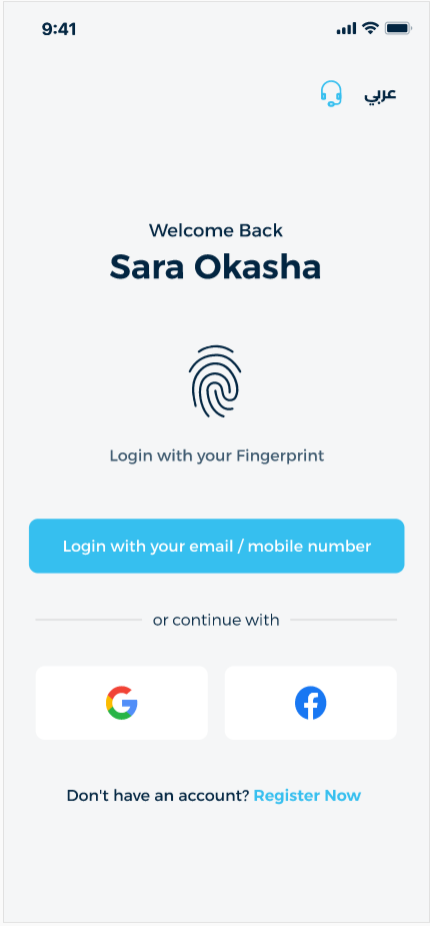 9:41
عربي
Welcome Back
Sara Okasha
Login with your Fingerprint
Login with your email / mobile number
or continue with
Don't have an account? Register Now